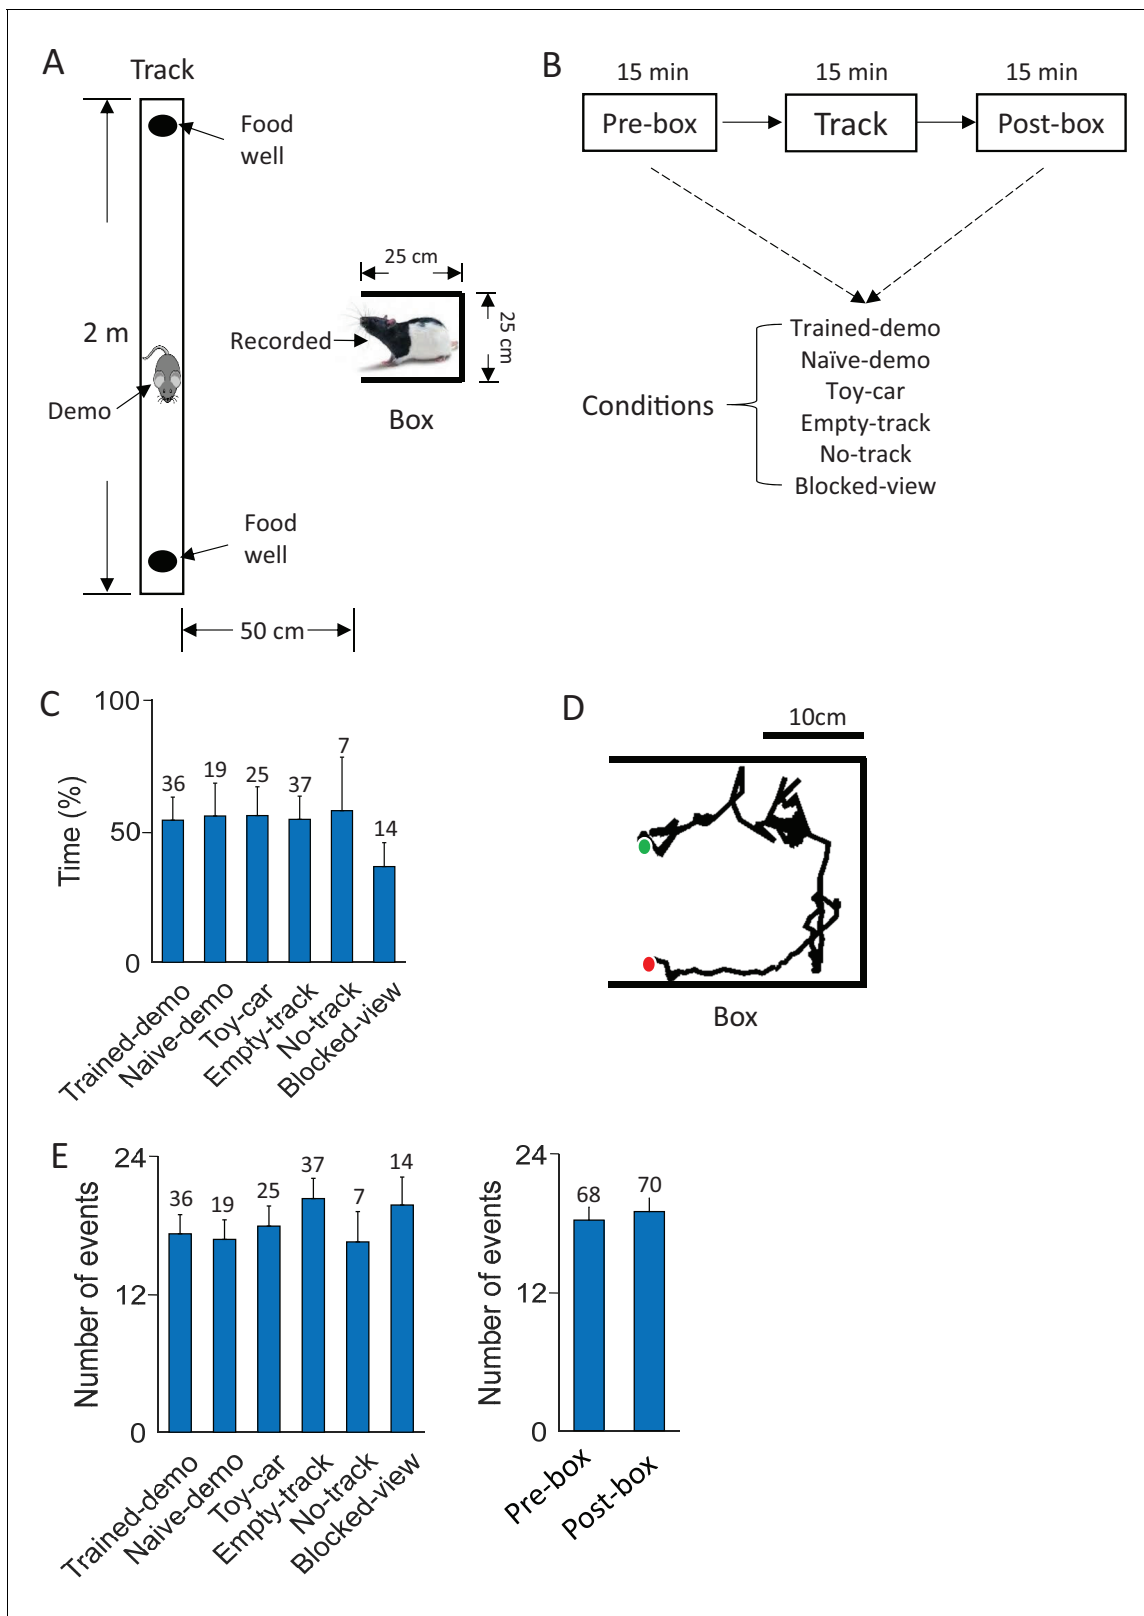 A
Track
Food
well
2 m
Demo
25 cm
25 cm
Recorded
Box
Food
well
50 cm
B
15 min
15 min
15 min
Pre-box
Track
Post-box
Conditions
Trained-demo
Naïve-demo
Toy-car
Empty-track
No-track
Blocked-view
C
Time (%)
100
50
0
36
19
25
37
7
14
Trained-demo
Naive-demo
Toy-car
Empty-track
No-track
Blocked-view
D
10cm
Box
E
Number of events
24
12
0
36
19
25
37
7
14
Trained-demo
Naive-demo
Toy-car
Empty-track
No-track
Blocked-view
Number of events
24
12
0
68
70
Pre-box
Post-box